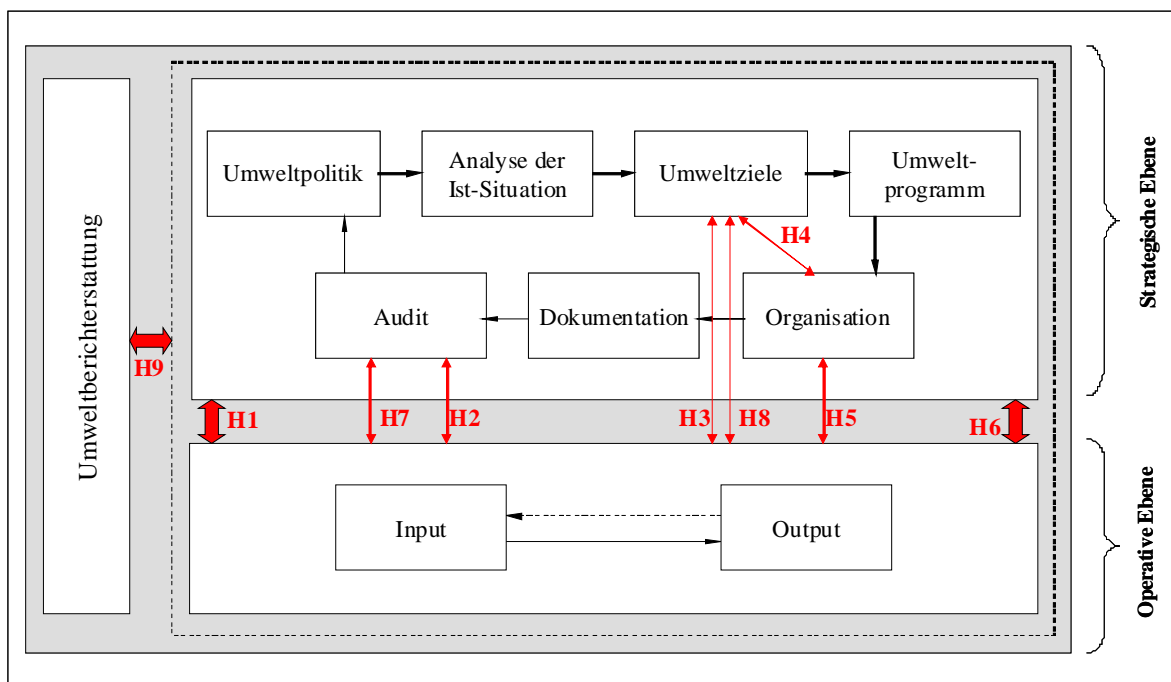 Umweltberichterstattung
Umweltpolitik
Analyse der
Ist-Situation
Umweltziele
Umwelt-
programm
H4
Audit
Dokumentation
Organisation
H9
H1
H7
H2
H3
H8
H5
H6
Input
Output
Strategische Ebene
Operative Ebene